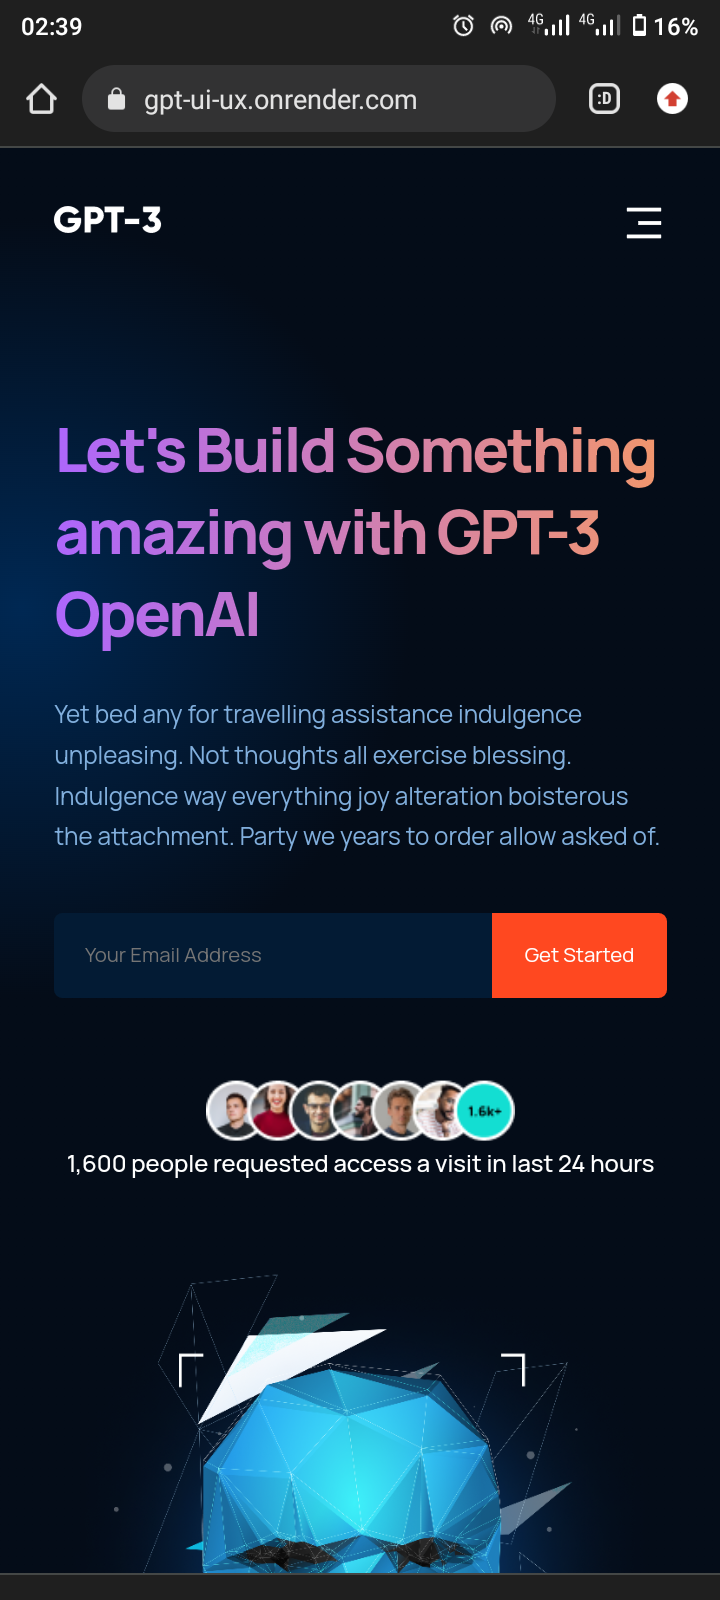 02:39
4G 4G 16%
gpt-ui-ux.onrender.com
:D
GPT-3
Let's Build Something
amazing with GPT-3
OpenAI
Yet bed any for travelling assistance indulgence
unpleasing. Not thoughts all exercise blessing.
Indulgence way everything joy alteration boisterous
the attachment. Party we years to order allow asked of.
Your Email Address
Get Started
1.6k+
1,600 people requested access a visit in last 24 hours